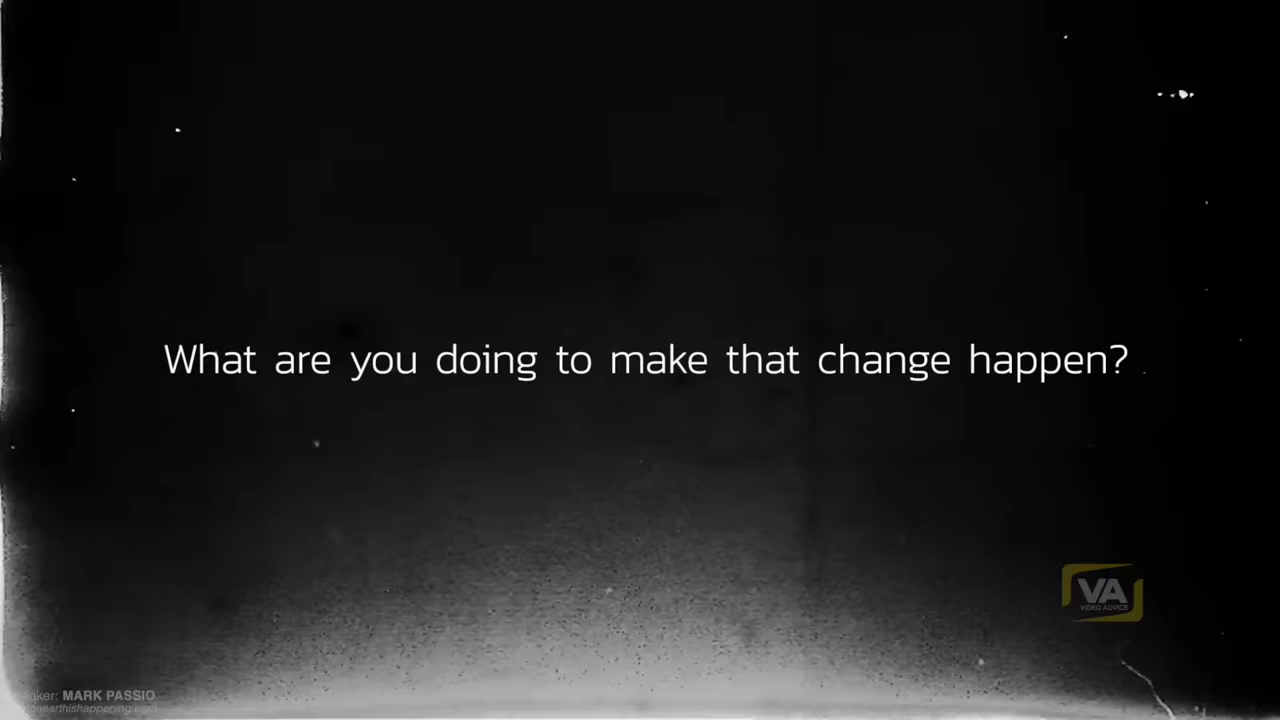 What are you doing to make that change happen?
VA
VIDEO ADVICE
MARK PASSIO